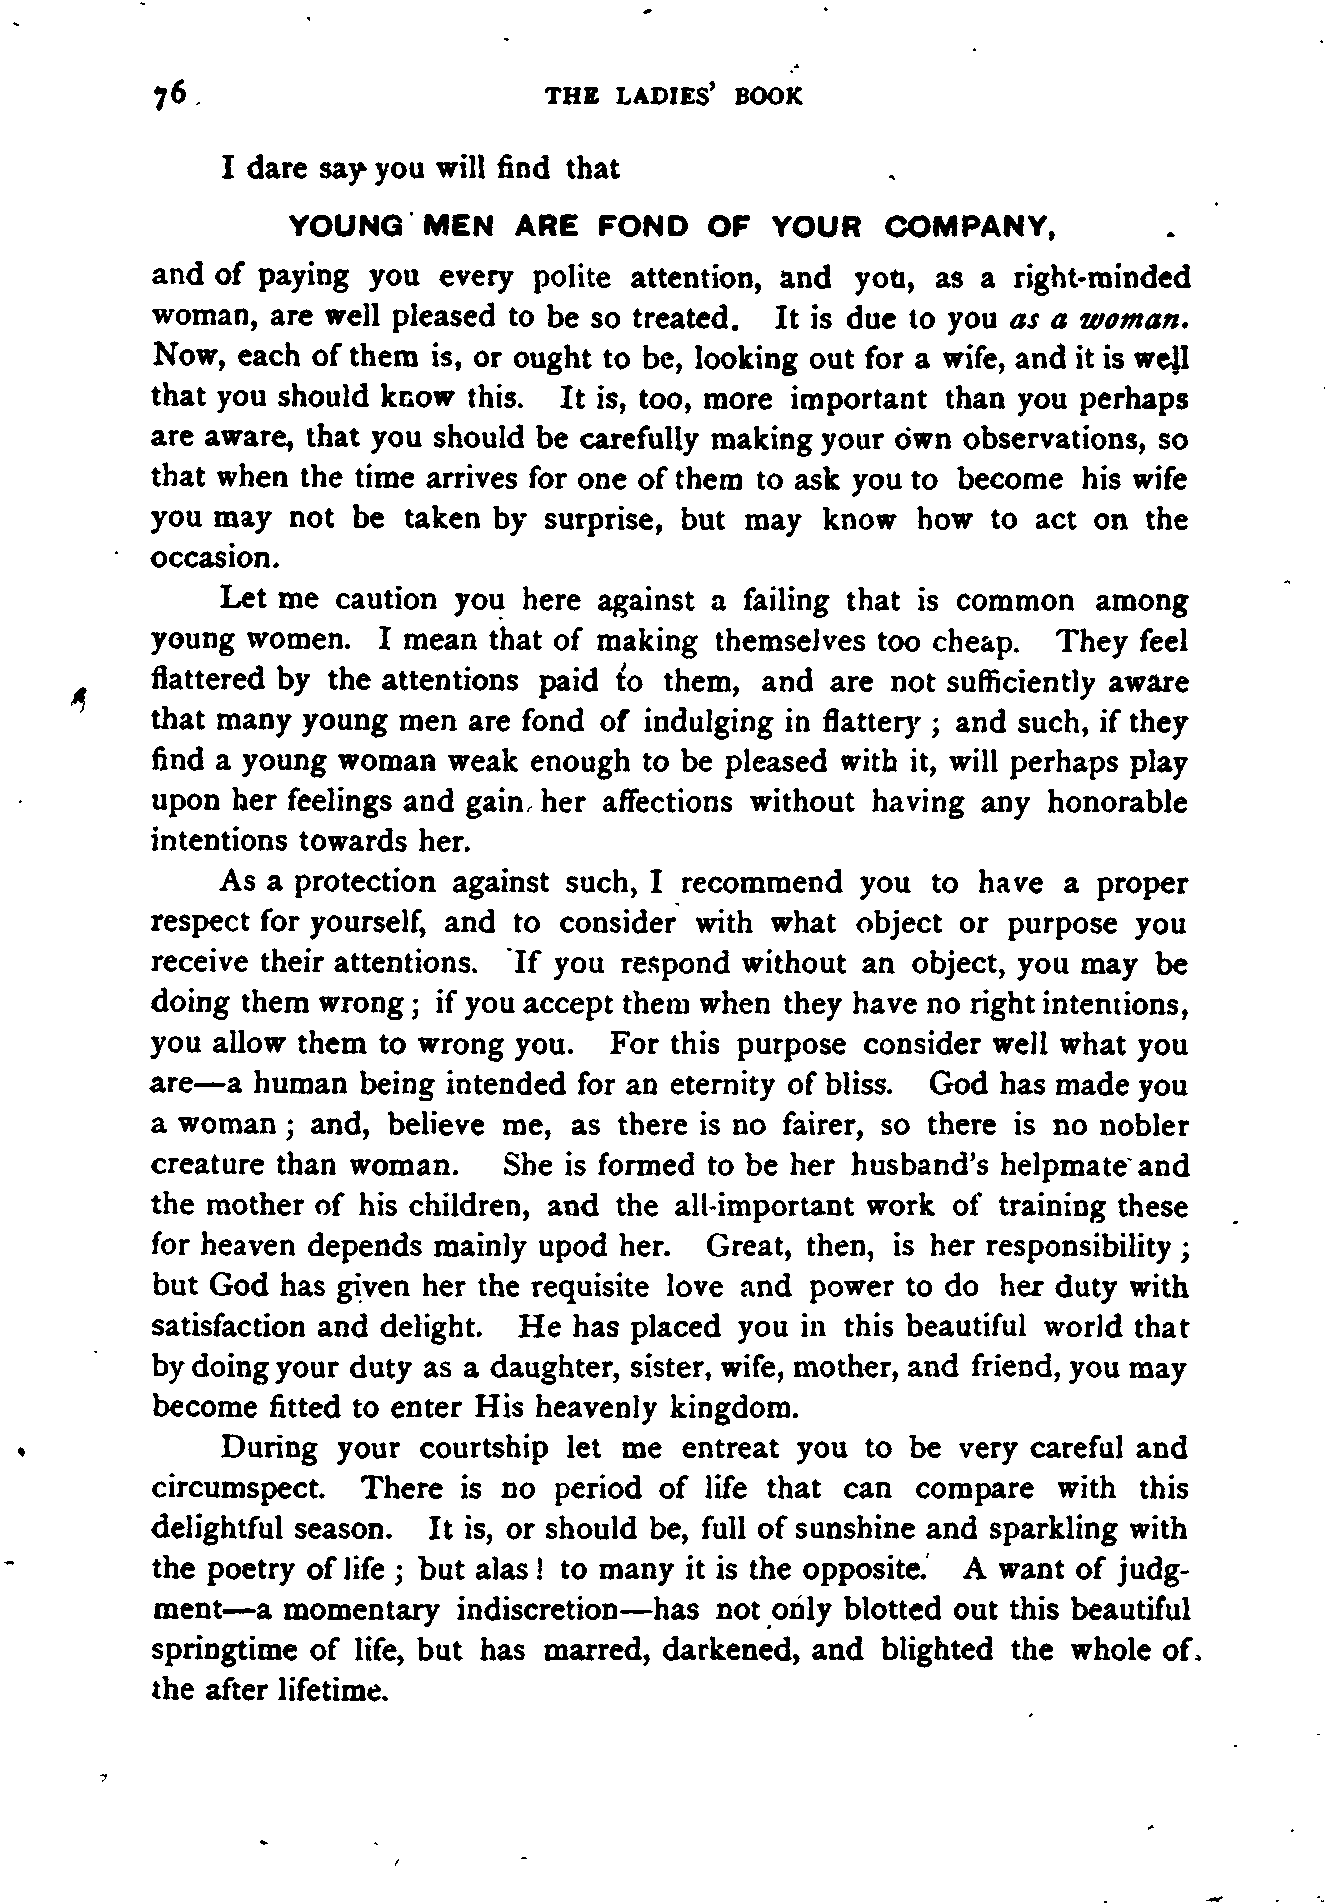 76
THE LADIES' BOOK
I dare say you will find that
YOUNG MEN ARE FOND OF YOUR COMPANY,
and of paying you every polite attention, and you, as a right-minded
woman, are well pleased to be so treated. It is due to you as a woman.
Now, each of them is, or ought to be, looking out for a wife, and it is well
that you should know this. It is, too, more important than you perhaps
are aware, that you should be carefully making your own observations, so
that when the time arrives for one of them to ask you to become his wife
you may not be taken by surprise, but may know how to act on the
occasion.
Let me caution you here against a failing that is common among
young women. I mean that of making themselves too cheap. They feel
flattered by the attentions paid to them, and are not sufficiently aware
that many young men are fond of indulging in flattery ; and such, if they
find a young woman weak enough to be pleased with it, will perhaps play
upon her feelings and gain her affections without having any honorable
intentions towards her.
As a protection against such, I recommend you to have a proper
respect for yourself, and to consider with what object or purpose you
receive their attentions. If you respond without an object, you may be
doing them wrong ; if you accept them when they have no right intentions,
you allow them to wrong you. For this purpose consider well what you
are—a human being intended for an eternity of bliss. God has made you
a woman ; and, believe me, as there is no fairer, so there is no nobler
creature than woman. She is formed to be her husband's helpmate and
the mother of his children, and the all-important work of training these
for heaven depends mainly upod her. Great, then, is her responsibility ;
but God has given her the requisite love and power to do her duty with
satisfaction and delight. He has placed you in this beautiful world that
by doing your duty as a daughter, sister, wife, mother, and friend, you may
become fitted to enter His heavenly kingdom.
During your courtship let me entreat you to be very careful and
circumspect. There is no period of life that can compare with this
delightful season. It is, or should be, full of sunshine and sparkling with
the poetry of life ; but alas ! to many it is the opposite. A want of judg-
ment—a momentary indiscretion—has not only blotted out this beautiful
springtime of life, but has marred, darkened, and blighted the whole of
the after lifetime.